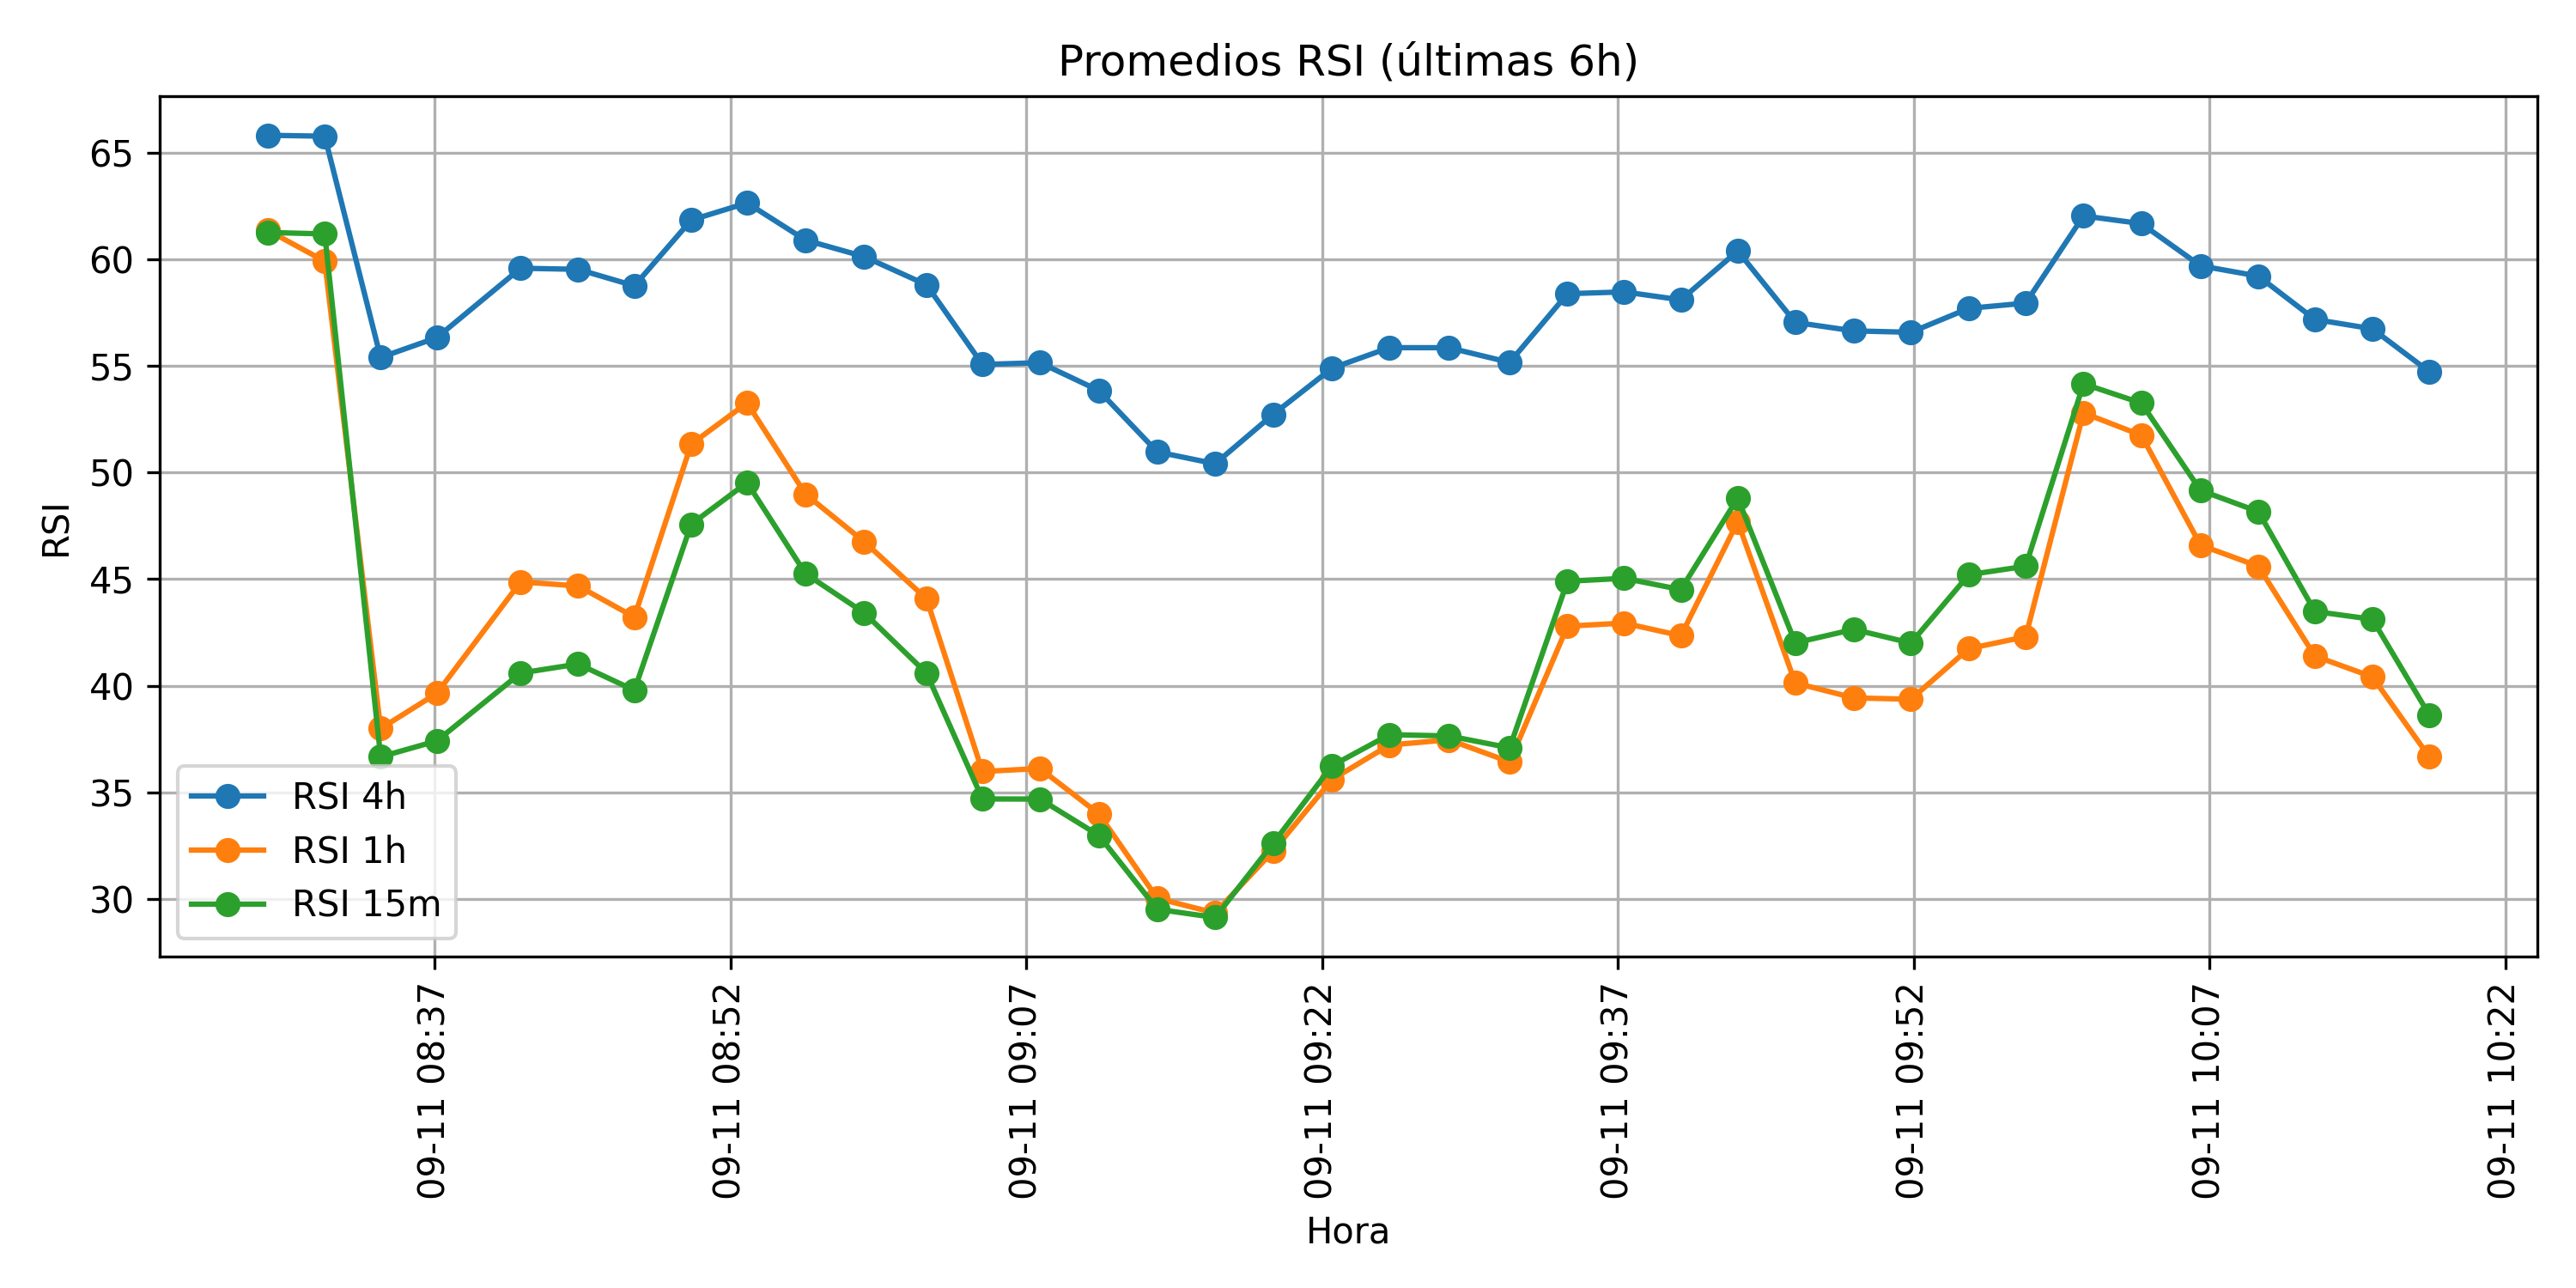 Promedios RSI (últimas 6h)
RSI
65
60
55
50
45
40
35
30
RSI 4h
RSI 1h
RSI 15m
09-11 08:37
09-11 08:52
09-11 09:07
09-11 09:22
09-11 09:37
09-11 09:52
09-11 10:07
09-11 10:22
Hora